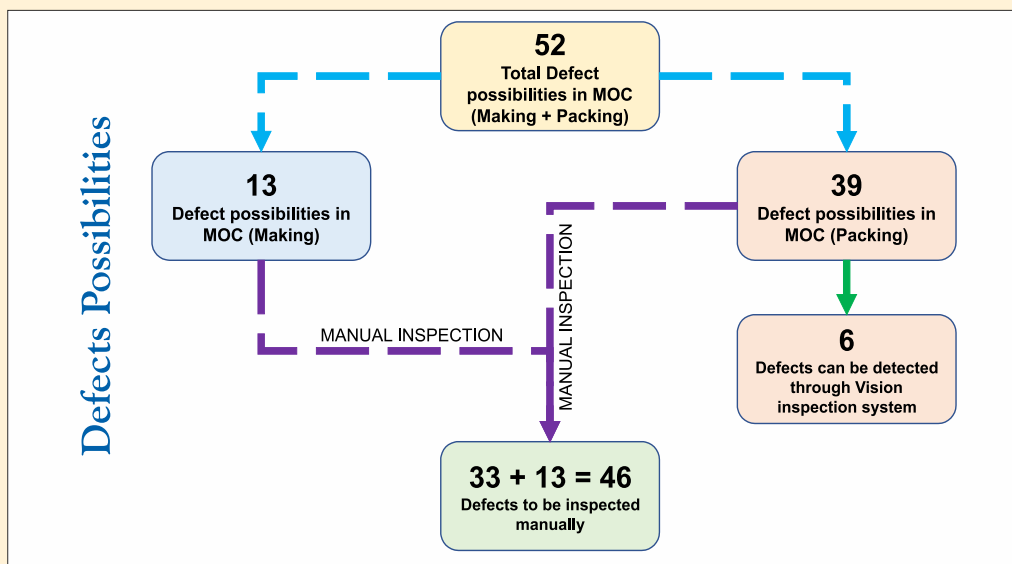 Defects Possibilities
52
Total Defect
possibilities in MOC
(Making + Packing)
13
Defect possibilities in
MOC (Making)
39
Defect possibilities in
MOC (Packing)
MANUAL INSPECTION
MANUAL INSPECTION
6
Defects can be detected
through Vision
inspection system
33 + 13 = 46
Defects to be inspected
manually